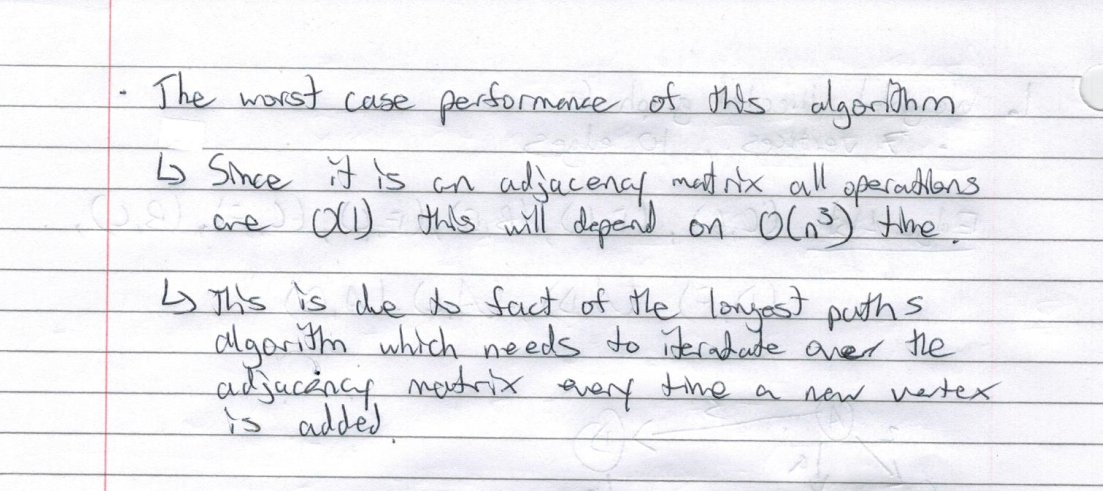 · The worst case performance of this algorithm
↳ Since it is an adjacency matrix all operations
are O(1) this will depend on O(n³) time.
↳ This is due to fact of the longest paths
algorithm which needs to iteratate over the
adjacency matrix every time a new vertex
is added.